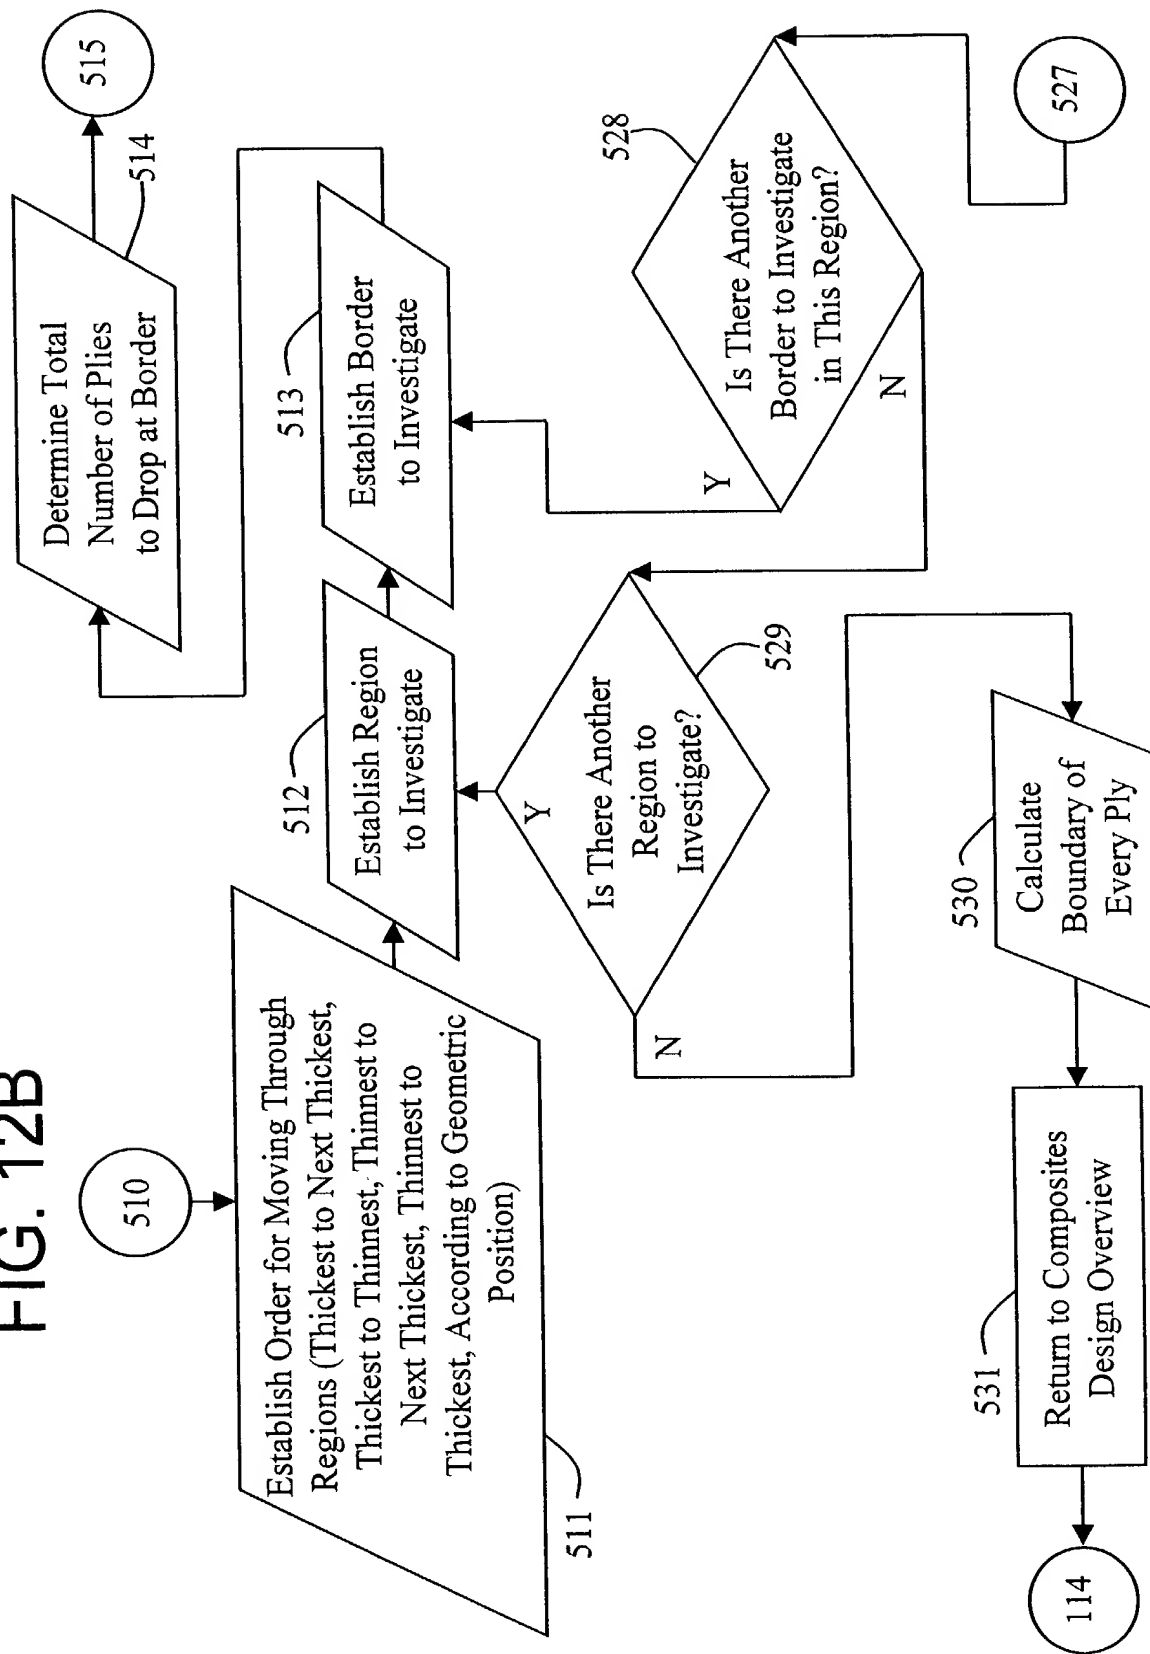 FIG. 12B
510
Establish Order for Moving Through
Regions (Thickest to Next Thickest,
Thickest to Thinnest, Thinnest to
Next Thickest, Thinnest to
Thickest, According to Geometric
Position)
511
512
Establish Region
to Investigate
513
Establish Border
to Investigate
Determine Total
Number of Plies
to Drop at Border
514
515
Is There Another
Region to
Investigate?
529
Y
N
528
Is There Another
Border to Investigate
in This Region?
Y
N
527
530
Calculate
Boundary of
Every Ply
531
Return to Composites
Design Overview
114